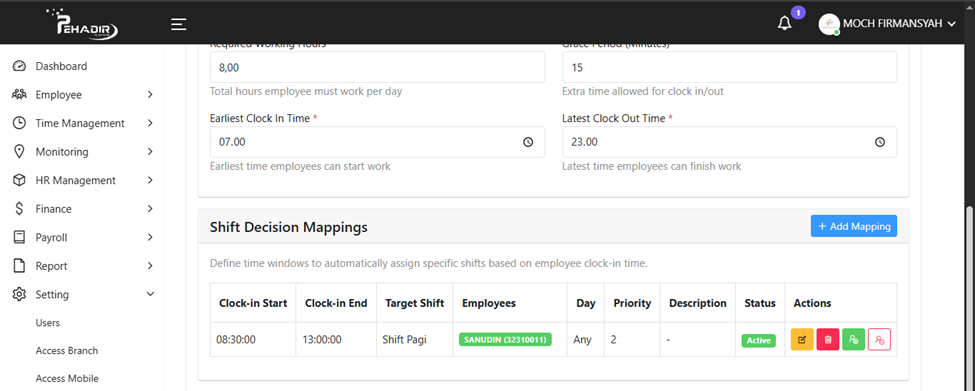 PEHADIR
1
MOCH FIRMANSYAH
Dashboard
Employee
Time Management
Monitoring
HR Management
Finance
Payroll
Report
Setting
Users
Access Branch
Access Mobile
Required Working Hours
Grace Period (Minutes)
8,00
15
Total hours employee must work per day
Extra time allowed for clock in/out
Earliest Clock In Time *
Latest Clock Out Time *
07.00
23.00
Earliest time employees can start work
Latest time employees can finish work
Shift Decision Mappings
+ Add Mapping
Define time windows to automatically assign specific shifts based on employee clock-in time.
Clock-in Start Clock-in End Target Shift Employees Day Priority Description Status Actions
08:30:00 13:00:00 Shift Pagi SANUDIN (32310011) Any 2 - Active